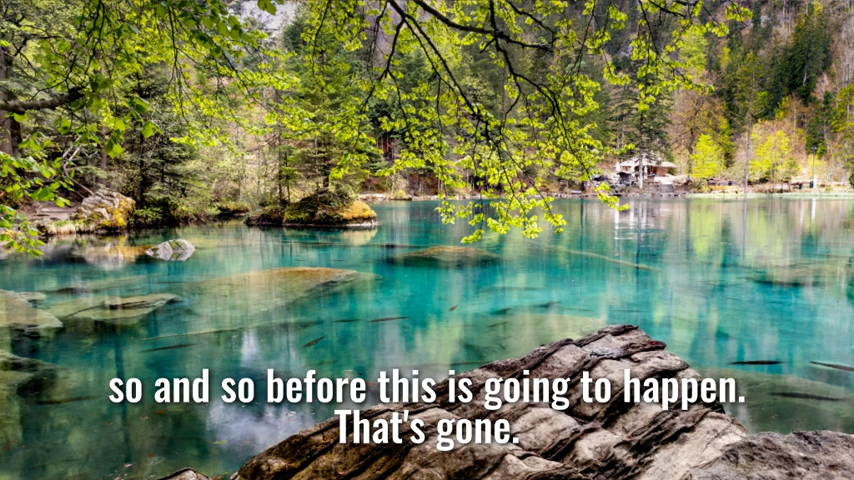 so and so before this is going to happen.
That's gone.